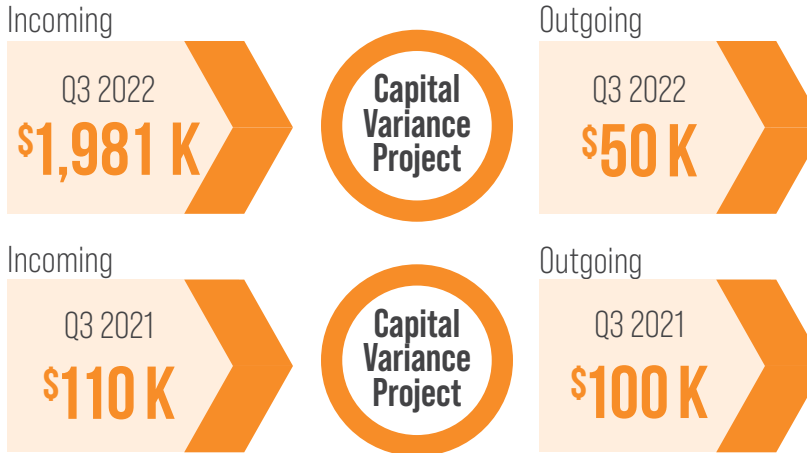 Incoming
Q3 2022
$1,981 K
Capital
Variance
Project
Outgoing
Q3 2022
$50 K
Incoming
Q3 2021
$110 K
Capital
Variance
Project
Outgoing
Q3 2021
$100 K